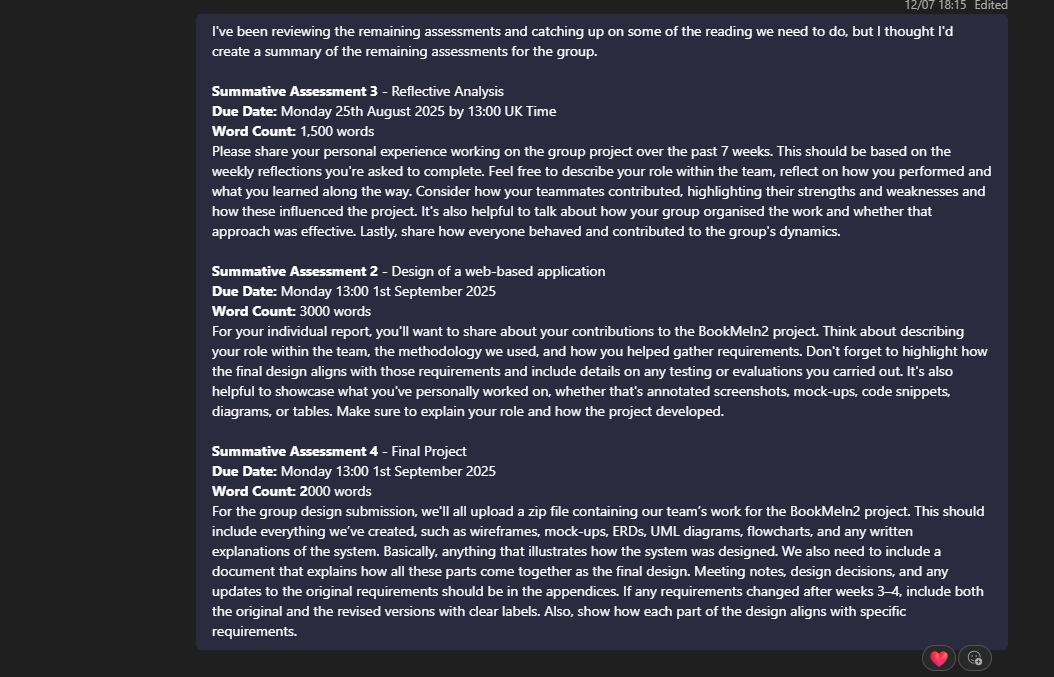 12/07 18:15 Edited
I've been reviewing the remaining assessments and catching up on some of the reading we need to do, but I thought I'd
create a summary of the remaining assessments for the group.
Summative Assessment 3 - Reflective Analysis
Due Date: Monday 25th August 2025 by 13:00 UK Time
Word Count: 1,500 words
Please share your personal experience working on the group project over the past 7 weeks. This should be based on the
weekly reflections you're asked to complete. Feel free to describe your role within the team, reflect on how you performed and
what you learned along the way. Consider how your teammates contributed, highlighting their strengths and weaknesses and
how these influenced the project. It's also helpful to talk about how your group organised the work and whether that
approach was effective. Lastly, share how everyone behaved and contributed to the group's dynamics.
Summative Assessment 2 - Design of a web-based application
Due Date: Monday 13:00 1st September 2025
Word Count: 3000 words
For your individual report, you'll want to share about your contributions to the BookMeIn2 project. Think about describing
your role within the team, the methodology we used, and how you helped gather requirements. Don't forget to highlight how
the final design aligns with those requirements and include details on any testing or evaluations you carried out. It's also
helpful to showcase what you've personally worked on, whether that's annotated screenshots, mock-ups, code snippets,
diagrams, or tables. Make sure to explain your role and how the project developed.
Summative Assessment 4 - Final Project
Due Date: Monday 13:00 1st September 2025
Word Count: 2000 words
For the group design submission, we'll all upload a zip file containing our team's work for the BookMeIn2 project. This should
include everything we've created, such as wireframes, mock-ups, ERDs, UML diagrams, flowcharts, and any written
explanations of the system. Basically, anything that illustrates how the system was designed. We also need to include a
document that explains how all these parts come together as the final design. Meeting notes, design decisions, and any
updates to the original requirements should be in the appendices. If any requirements changed after weeks 3–4, include both
the original and the revised versions with clear labels. Also, show how each part of the design aligns with specific
requirements.